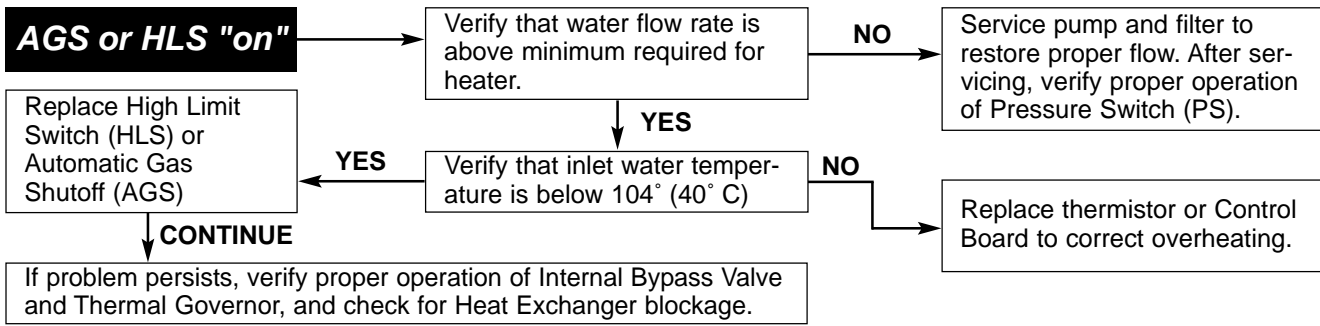 AGS or HLS "on"
Verify that water flow rate is
above minimum required for
heater.
NO
Service pump and filter to
restore proper flow. After ser-
vicing, verify proper operation
of Pressure Switch (PS).
YES
Verify that inlet water temper-
ature is below 104˚ (40˚ C)
NO
Replace thermistor or Control
Board to correct overheating.
YES
Replace High Limit
Switch (HLS) or
Automatic Gas
Shutoff (AGS)
CONTINUE
If problem persists, verify proper operation of Internal Bypass Valve
and Thermal Governor, and check for Heat Exchanger blockage.